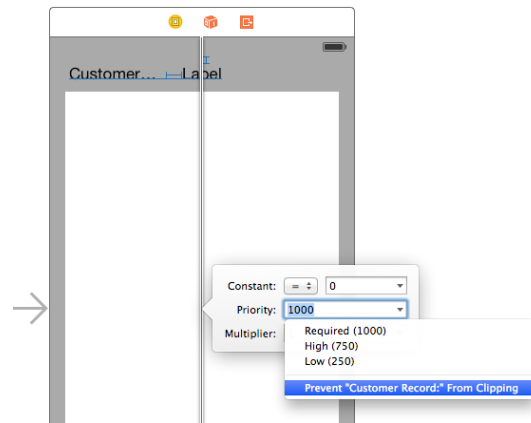 Customer... Label
Constant: = 0
Priority: 1000
Multiplier:
Required (1000)
High (750)
Low (250)
Prevent "Customer Record:" From Clipping